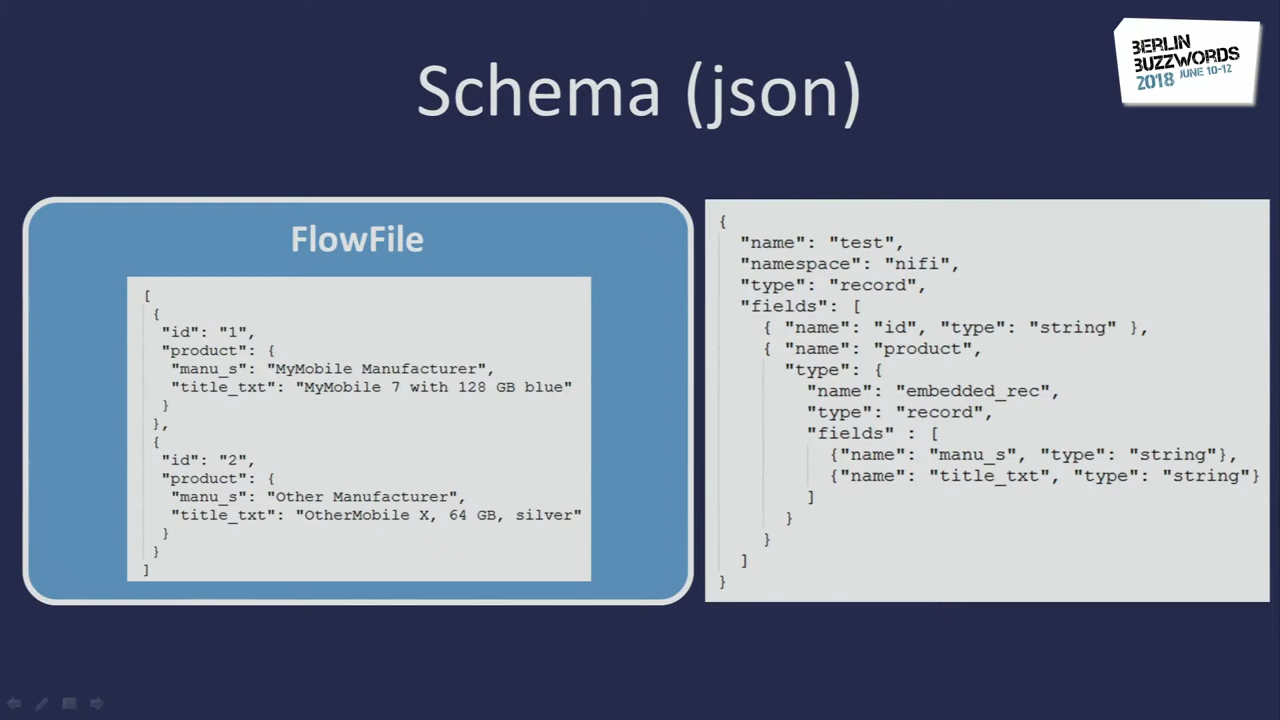 BERLIN
BUZZWORDS
2018 JUNE 10-12
Schema (json)
FlowFile
[
{
"id": "1",
"product": {
"manu_s": "MyMobile Manufacturer",
"title_txt": "MyMobile 7 with 128 GB blue"
}
},
{
"id": "2",
"product": {
"manu_s": "Other Manufacturer",
"title_txt": "OtherMobile X, 64 GB, silver"
}
}
]
{
"name": "test",
"namespace": "nifi",
"type": "record",
"fields": [
{ "name": "id", "type": "string" },
{ "name": "product",
"type": {
"name": "embedded_rec",
"type": "record",
"fields" : [
{"name": "manu_s", "type": "string"},
{"name": "title_txt", "type": "string"}
]
}
}
]
}